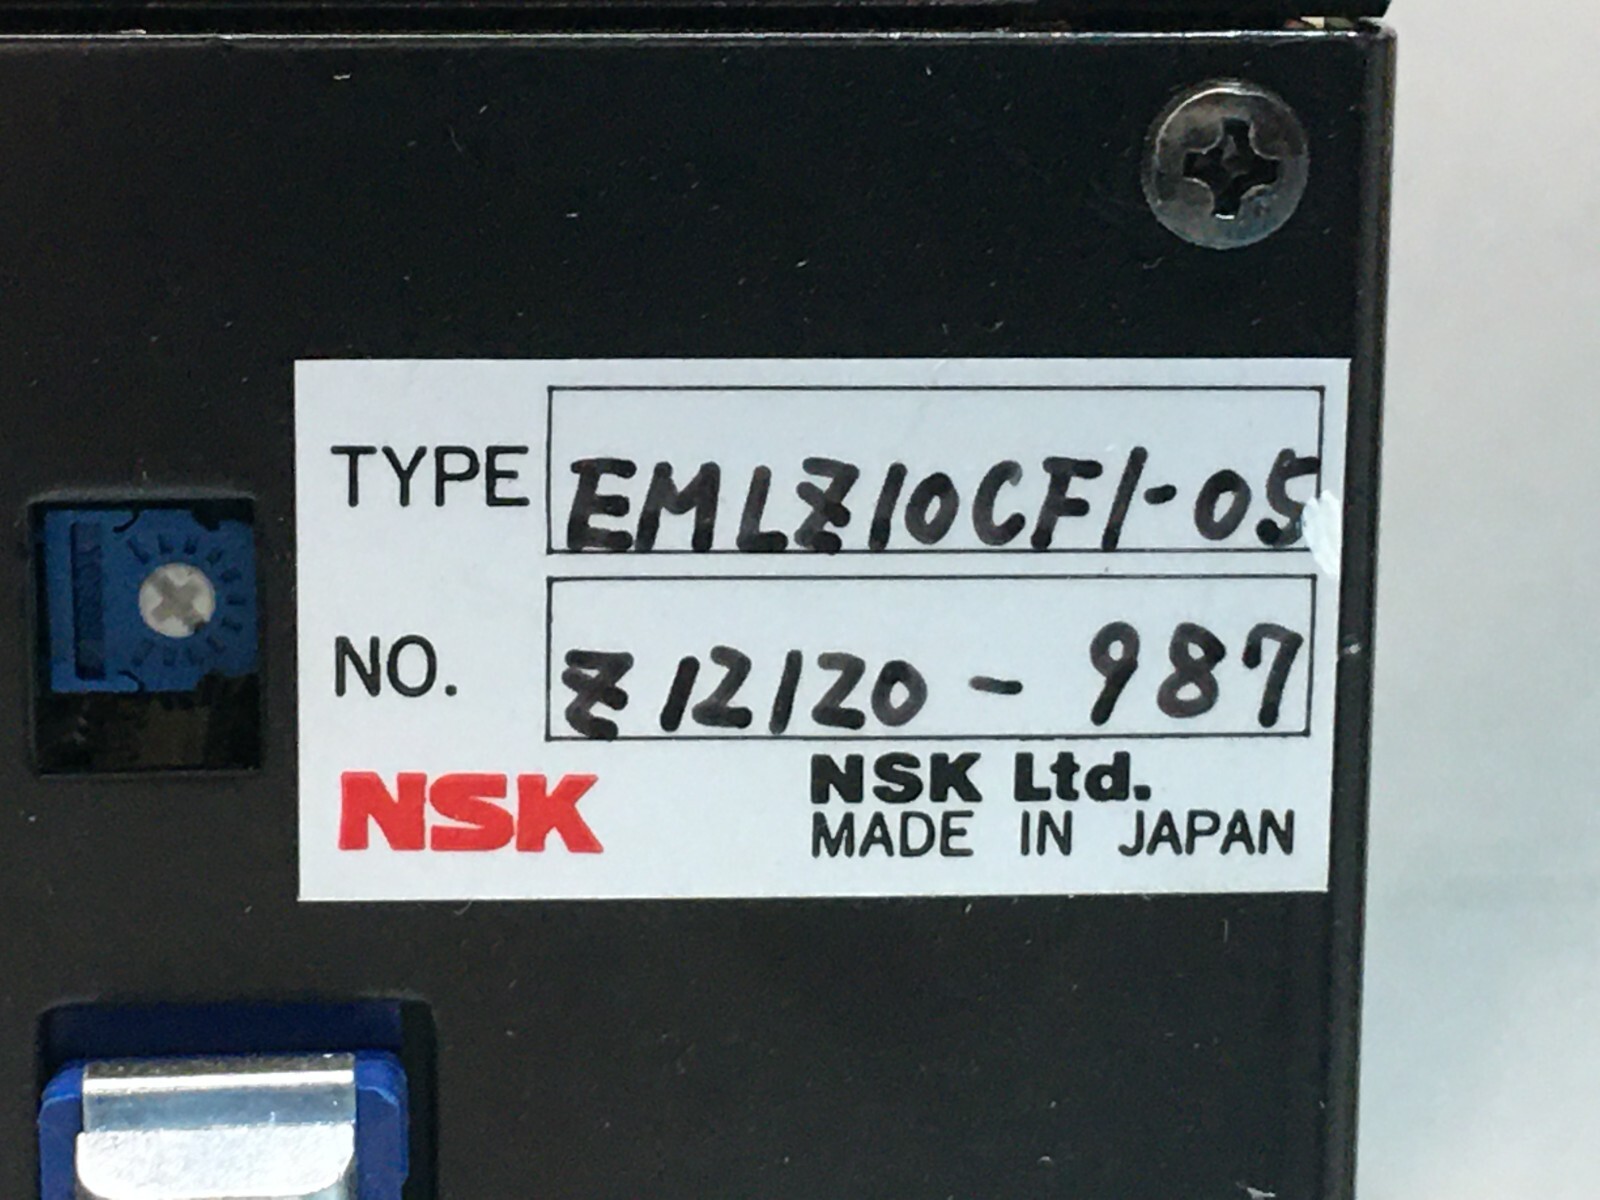 TYPE EMLZ10CF1-05
NO. Z12120-987
NSK NSK Ltd.
MADE IN JAPAN